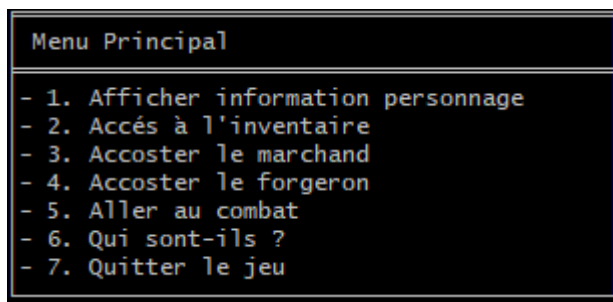 Menu Principal
- 1. Afficher information personnage
- 2. Accés à l'inventaire
- 3. Accoster le marchand
- 4. Accoster le forgeron
- 5. Aller au combat
- 6. Qui sont-ils ?
- 7. Quitter le jeu